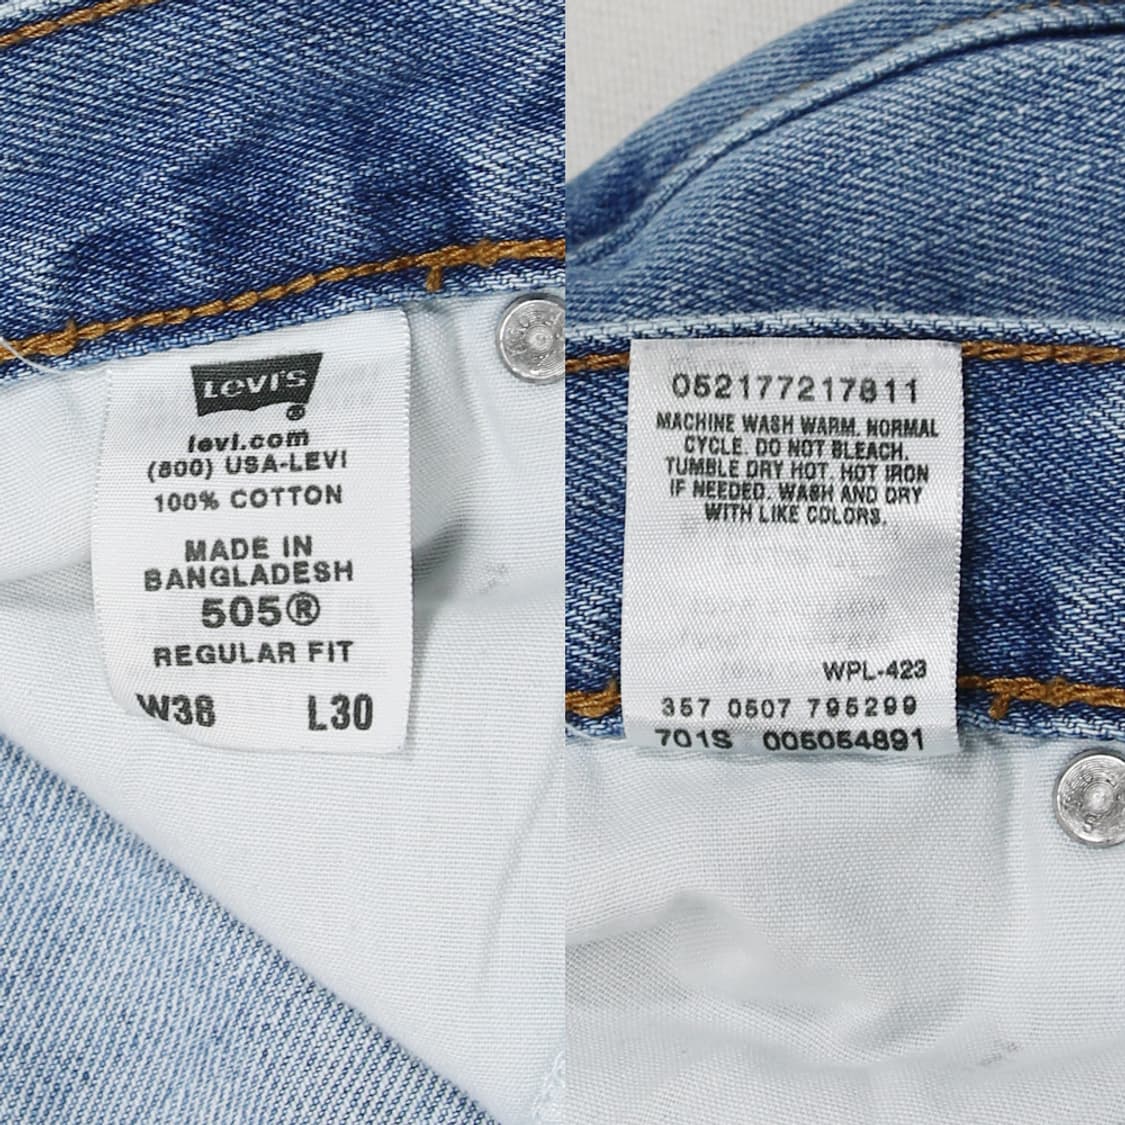 LEVI'S®
levi.com
(800) USA-LEVI
100% COTTON
MADE IN
BANGLADESH
505®
REGULAR FIT
W36 L30
052177217811
MACHINE WASH WARM. NORMAL
CYCLE. DO NOT BLEACH.
TUMBLE DRY HOT. HOT IRON
IF NEEDED. WASH AND DRY
WITH LIKE COLORS.
WPL-423
357 0507 795299
701S 005054891